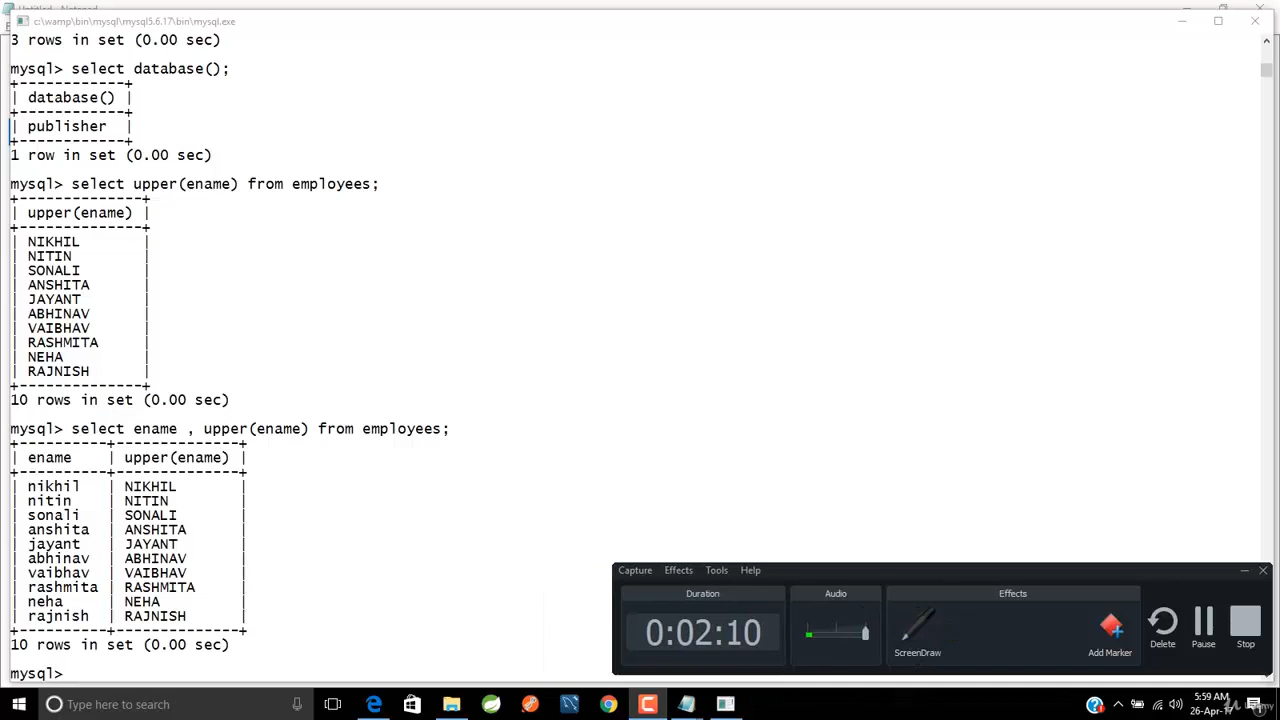 Untitled - Notepad
c:\wamp\bin\mysql\mysql5.6.17\bin\mysql.exe
3 rows in set (0.00 sec)
mysql> select database();
+------------+
| database() |
+------------+
| publisher  |
+------------+
1 row in set (0.00 sec)
mysql> select upper(ename) from employees;
+--------------+
| upper(ename) |
+--------------+
| NIKHIL       |
| NITIN        |
| SONALI       |
| ANSHITA      |
| JAYANT       |
| ABHINAV      |
| VAIBHAV      |
| RASHMITA     |
| NEHA         |
| RAJNISH      |
+--------------+
10 rows in set (0.00 sec)
mysql> select ename , upper(ename) from employees;
+----------+--------------+
| ename    | upper(ename) |
+----------+--------------+
| nikhil   | NIKHIL       |
| nitin    | NITIN        |
| sonali   | SONALI       |
| anshita  | ANSHITA      |
| jayant   | JAYANT       |
| abhinav  | ABHINAV      |
| vaibhav  | VAIBHAV      |
| rashmita | RASHMITA     |
| neha     | NEHA         |
| rajnish  | RAJNISH      |
+----------+--------------+
10 rows in set (0.00 sec)
mysql>
Capture Effects Tools Help
Duration Audio Effects
0:02:10
ScreenDraw Add Marker Delete Pause Stop
Type here to search
5:59 AM
26-Apr-17